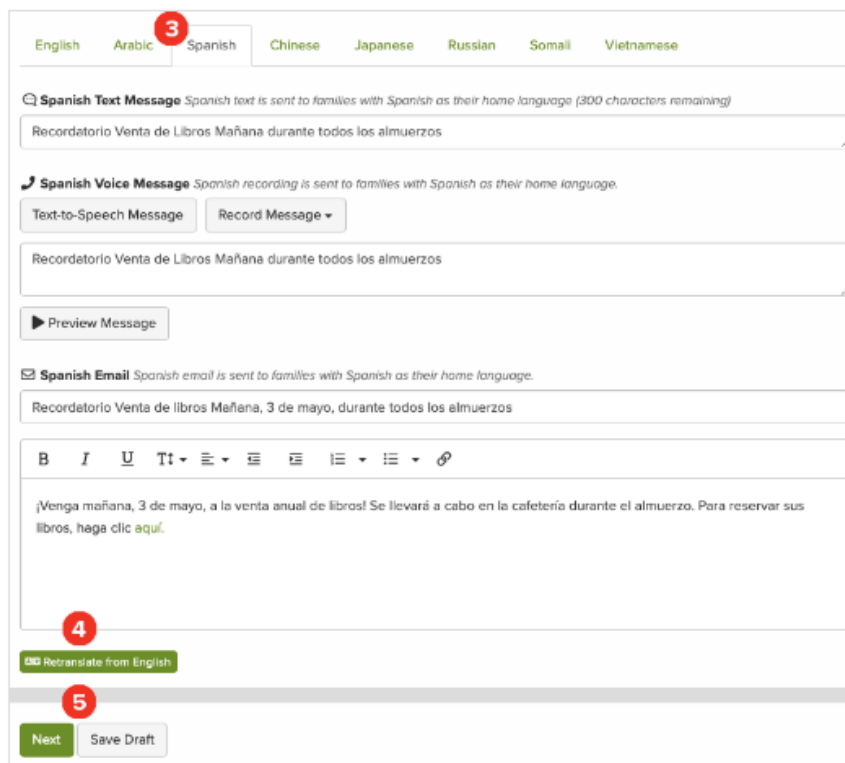 3
English Arabic Spanish Chinese Japanese Russian Somali Vietnamese
Spanish Text Message Spanish text is sent to families with Spanish as their home language (300 characters remaining)
Recordatorio Venta de Libros Mañana durante todos los almuerzos
Spanish Voice Message Spanish recording is sent to families with Spanish as their home language.
Text-to-Speech Message Record Message
Recordatorio Venta de Libros Mañana durante todos los almuerzos
Preview Message
Spanish Email Spanish email is sent to families with Spanish as their home language.
Recordatorio Venta de libros Mañana, 3 de mayo, durante todos los almuerzos
B I U T
¡Venga mañana, 3 de mayo, a la venta anual de libros! Se llevará a cabo en la cafetería durante el almuerzo. Para reservar sus
libros, haga clic aquí.
4
Retranslate from English
5
Next Save Draft